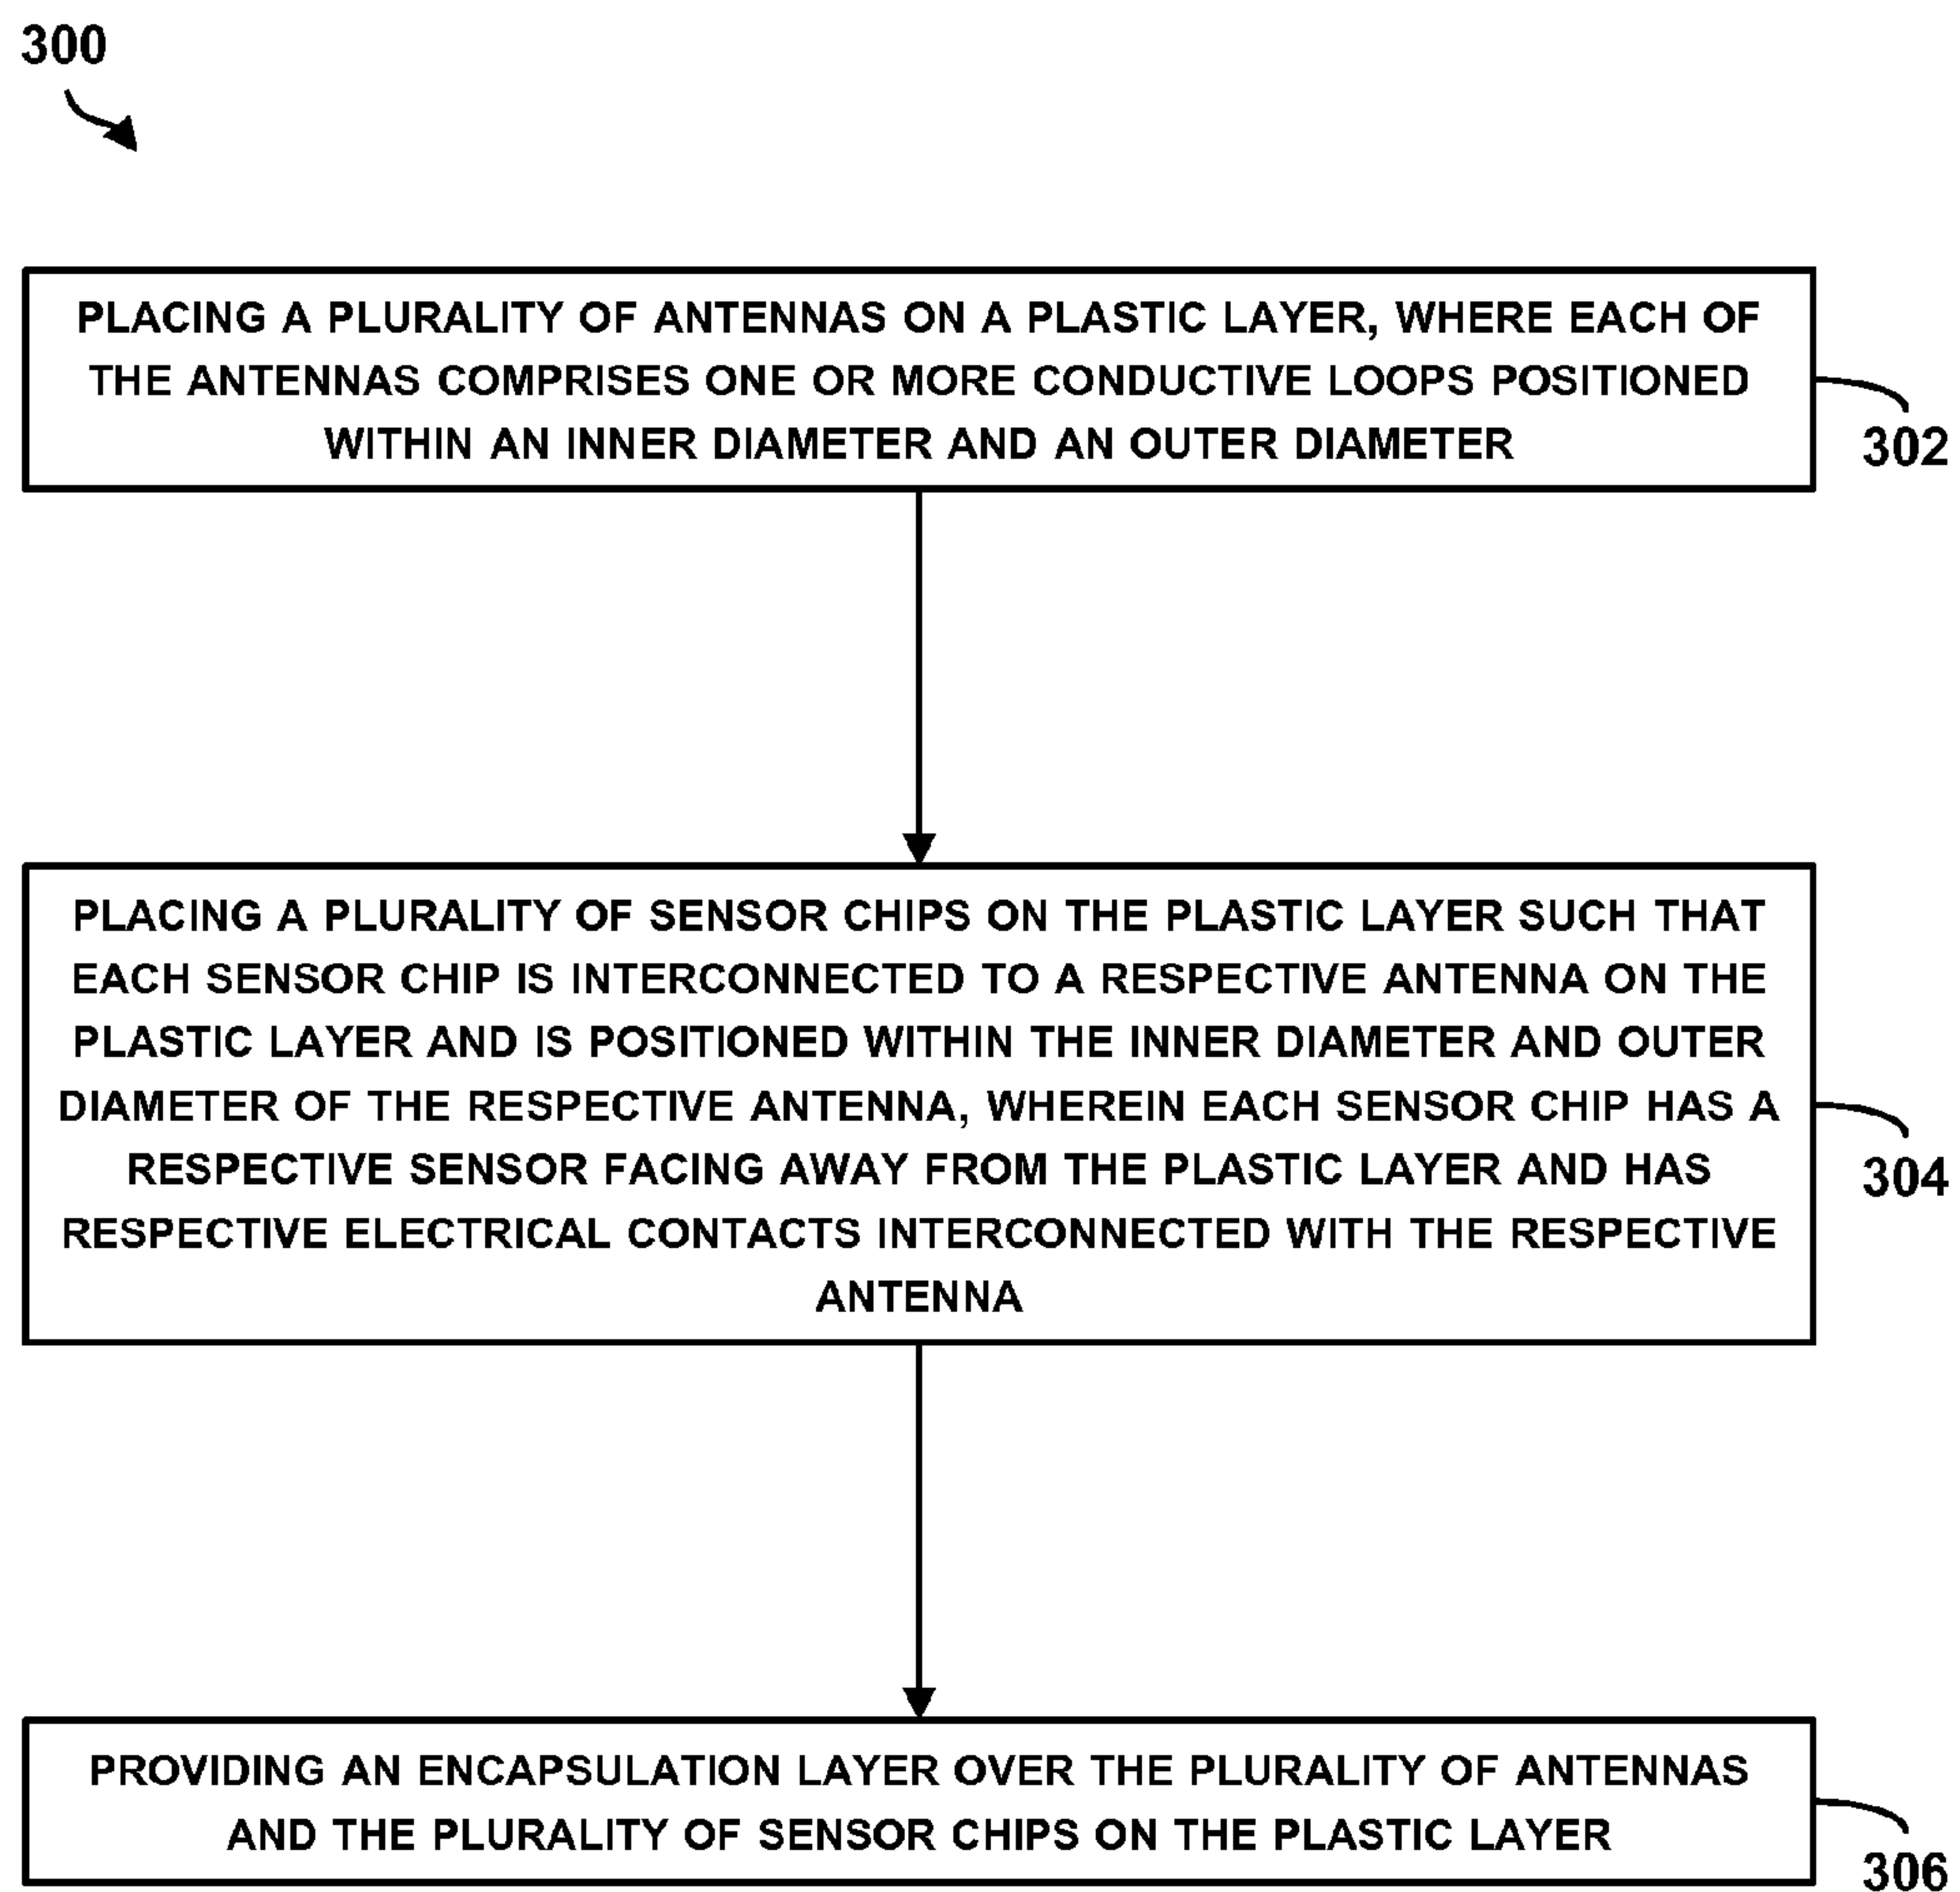 300
PLACING A PLURALITY OF ANTENNAS ON A PLASTIC LAYER, WHERE EACH OF
THE ANTENNAS COMPRISES ONE OR MORE CONDUCTIVE LOOPS POSITIONED
WITHIN AN INNER DIAMETER AND AN OUTER DIAMETER
302
PLACING A PLURALITY OF SENSOR CHIPS ON THE PLASTIC LAYER SUCH THAT
EACH SENSOR CHIP IS INTERCONNECTED TO A RESPECTIVE ANTENNA ON THE
PLASTIC LAYER AND IS POSITIONED WITHIN THE INNER DIAMETER AND OUTER
DIAMETER OF THE RESPECTIVE ANTENNA, WHEREIN EACH SENSOR CHIP HAS A
RESPECTIVE SENSOR FACING AWAY FROM THE PLASTIC LAYER AND HAS
RESPECTIVE ELECTRICAL CONTACTS INTERCONNECTED WITH THE RESPECTIVE
ANTENNA
304
PROVIDING AN ENCAPSULATION LAYER OVER THE PLURALITY OF ANTENNAS
AND THE PLURALITY OF SENSOR CHIPS ON THE PLASTIC LAYER
306